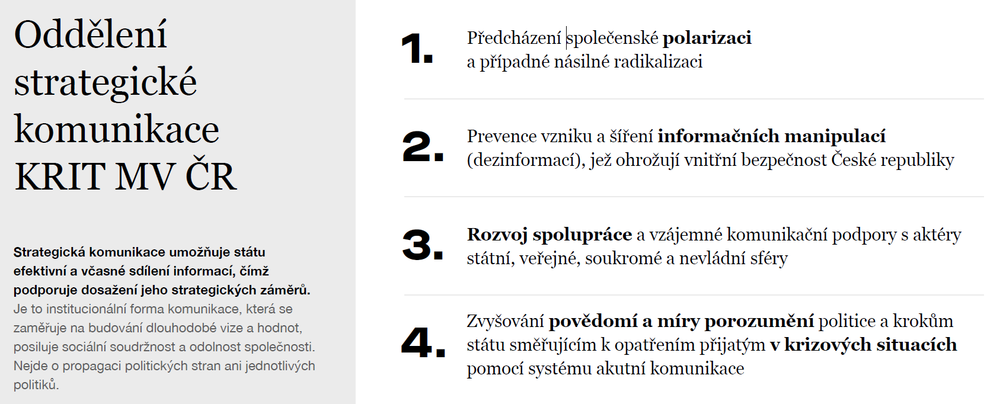 Oddělení
strategické
komunikace
KRIT MV ČR
Strategická komunikace umožňuje státu
efektivní a včasné sdílení informací, čímž
podporuje dosažení jeho strategických záměrů.
Je to institucionální forma komunikace, která se
zaměřuje na budování dlouhodobé vize a hodnot,
posiluje sociální soudržnost a odolnost společnosti.
Nejde o propagaci politických stran ani jednotlivých
politiků.
1. Předcházení společenské polarizaci
a případné násilné radikalizaci
2. Prevence vzniku a šíření informačních manipulací
(dezinformací), jež ohrožují vnitřní bezpečnost České republiky
3. Rozvoj spolupráce a vzájemné komunikační podpory s aktéry
státní, veřejné, soukromé a nevládní sféry
4. Zvyšování povědomí a míry porozumění politice a krokům
státu směřujícím k opatřením přijatým v krizových situacích
pomocí systému akutní komunikace